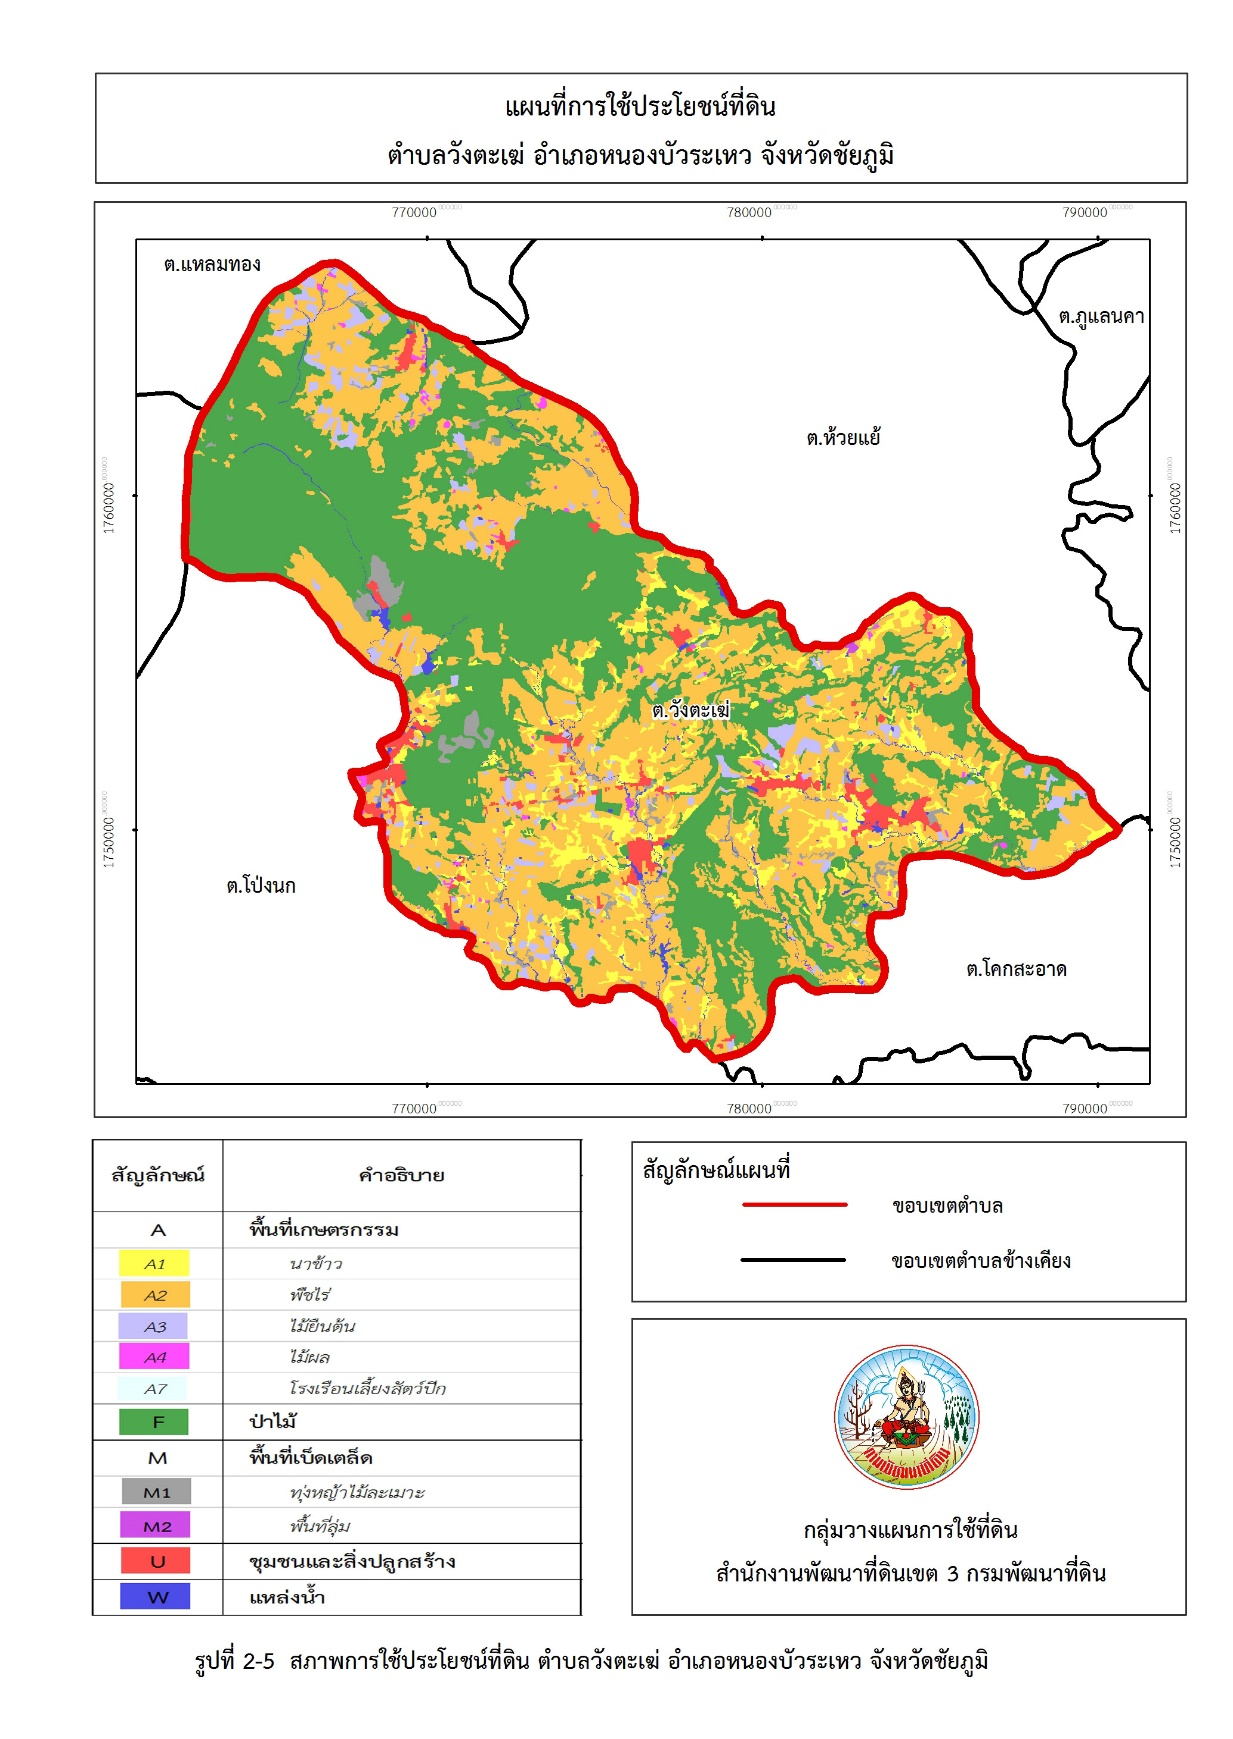 แผนที่การใช้ประโยชน์ที่ดิน
ตำบลวังตะเฆ่ อำเภอหนองบัวระเหว จังหวัดชัยภูมิ
770000 780000 790000
ต.แหลมทอง
ต.ภูแลนคา
ต.ห้วยแย้
1760000 1760000
ต.วังตะเฆ่
1750000 1750000
ต.โป่งนก
ต.โคกสะอาด
770000 780000 790000
สัญลักษณ์ คำอธิบาย
A พื้นที่เกษตรกรรม
A1 นาข้าว
A2 พืชไร่
A3 ไม้ยืนต้น
A4 ไม้ผล
A7 โรงเรือนเลี้ยงสัตว์ปีก
F ป่าไม้
M พื้นที่เบ็ดเตล็ด
M1 ทุ่งหญ้าไม้ละเมาะ
M2 พื้นที่ลุ่ม
U ชุมชนและสิ่งปลูกสร้าง
W แหล่งน้ำ
สัญลักษณ์แผนที่
ขอบเขตตำบล
ขอบเขตตำบลข้างเคียง
กรมพัฒนาที่ดิน
กลุ่มวางแผนการใช้ที่ดิน
สำนักงานพัฒนาที่ดินเขต 3 กรมพัฒนาที่ดิน
รูปที่ 2-5 สภาพการใช้ประโยชน์ที่ดิน ตำบลวังตะเฆ่ อำเภอหนองบัวระเหว จังหวัดชัยภูมิ